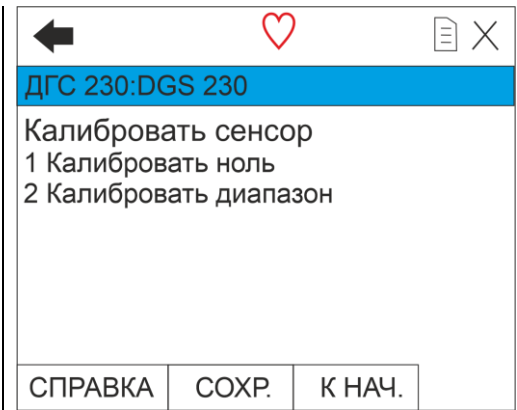 ДГС 230:DGS 230
Калибровать сенсор
1 Калибровать ноль
2 Калибровать диапазон
СПРАВКА СОХР. К НАЧ.